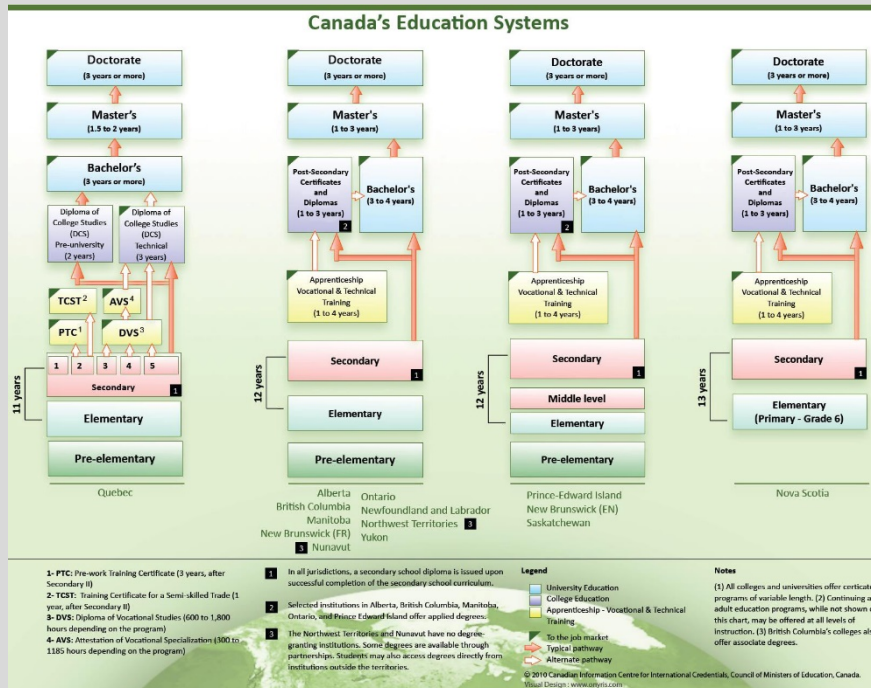 Canada's Education Systems
Doctorate
(3 years or more)
Master's
(1.5 to 2 years)
Bachelor's
(3 years or more)
Diploma of
College Studies
(DCS)
Pre-university
(2 years)
Diploma of
College Studies
(DCS)
Technical
(3 years)
TCST 2
AVS 4
PTC 1
DVS 3
1 2 3 4 5
Secondary
1
11 years
Elementary
Pre-elementary
Quebec
Doctorate
(3 years or more)
Master's
(1 to 3 years)
Post-Secondary
Certificates
and
Diplomas
(1 to 3 years)
2
Bachelor's
(3 to 4 years)
Apprenticeship
Vocational & Technical
Training
(1 to 4 years)
Secondary
1
12 years
Elementary
Pre-elementary
Alberta
British Columbia
Manitoba
New Brunswick (FR)
3 Nunavut
Ontario
Newfoundland and Labrador
Northwest Territories 3
Yukon
Doctorate
(3 years or more)
Master's
(1 to 3 years)
Post-Secondary
Certificates
and
Diplomas
(1 to 3 years)
2
Bachelor's
(3 to 4 years)
Apprenticeship
Vocational & Technical
Training
(1 to 4 years)
Secondary
1
12 years
Middle level
Elementary
Pre-elementary
Prince-Edward Island
New Brunswick (EN)
Saskatchewan
Doctorate
(3 years or more)
Master's
(1 to 3 years)
Post-Secondary
Certificates
and
Diplomas
(1 to 3 years)
Bachelor's
(3 to 4 years)
Apprenticeship
Vocational & Technical
Training
(1 to 4 years)
Secondary
1
13 years
Elementary
(Primary - Grade 6)
Nova Scotia
1- PTC: Pre-work Training Certificate (3 years, after
Secondary II)
2- TCST: Training Certificate for a Semi-skilled Trade (1
year, after Secondary II)
3- DVS: Diploma of Vocational Studies (600 to 1,800
hours depending on the program)
4- AVS: Attestation of Vocational Specialization (300 to
1185 hours depending on the program)
1 In all jurisdictions, a secondary school diploma is issued upon
successful completion of the secondary school curriculum.
2 Selected institutions in Alberta, British Columbia, Manitoba,
Ontario, and Prince Edward Island offer applied degrees.
3 The Northwest Territories and Nunavut have no degree-
granting institutions. Some degrees are available through
partnerships. Students may also access degrees directly from
institutions outside the territories.
Legend
University Education
College Education
Apprenticeship - Vocational & Technical
Training
To the job market
Typical pathway
Alternate pathway
Notes
(1) All colleges and universities offer certicate
programs of variable length. (2) Continuing a
adult education programs, while not shown o
this chart, may be offered at all levels of
instruction. (3) British Columbia's colleges als
offer associate degrees.
© 2010 Canadian Information Centre for International Credentials, Council of Ministers of Education, Canada.
Visual Design : www.onyris.com